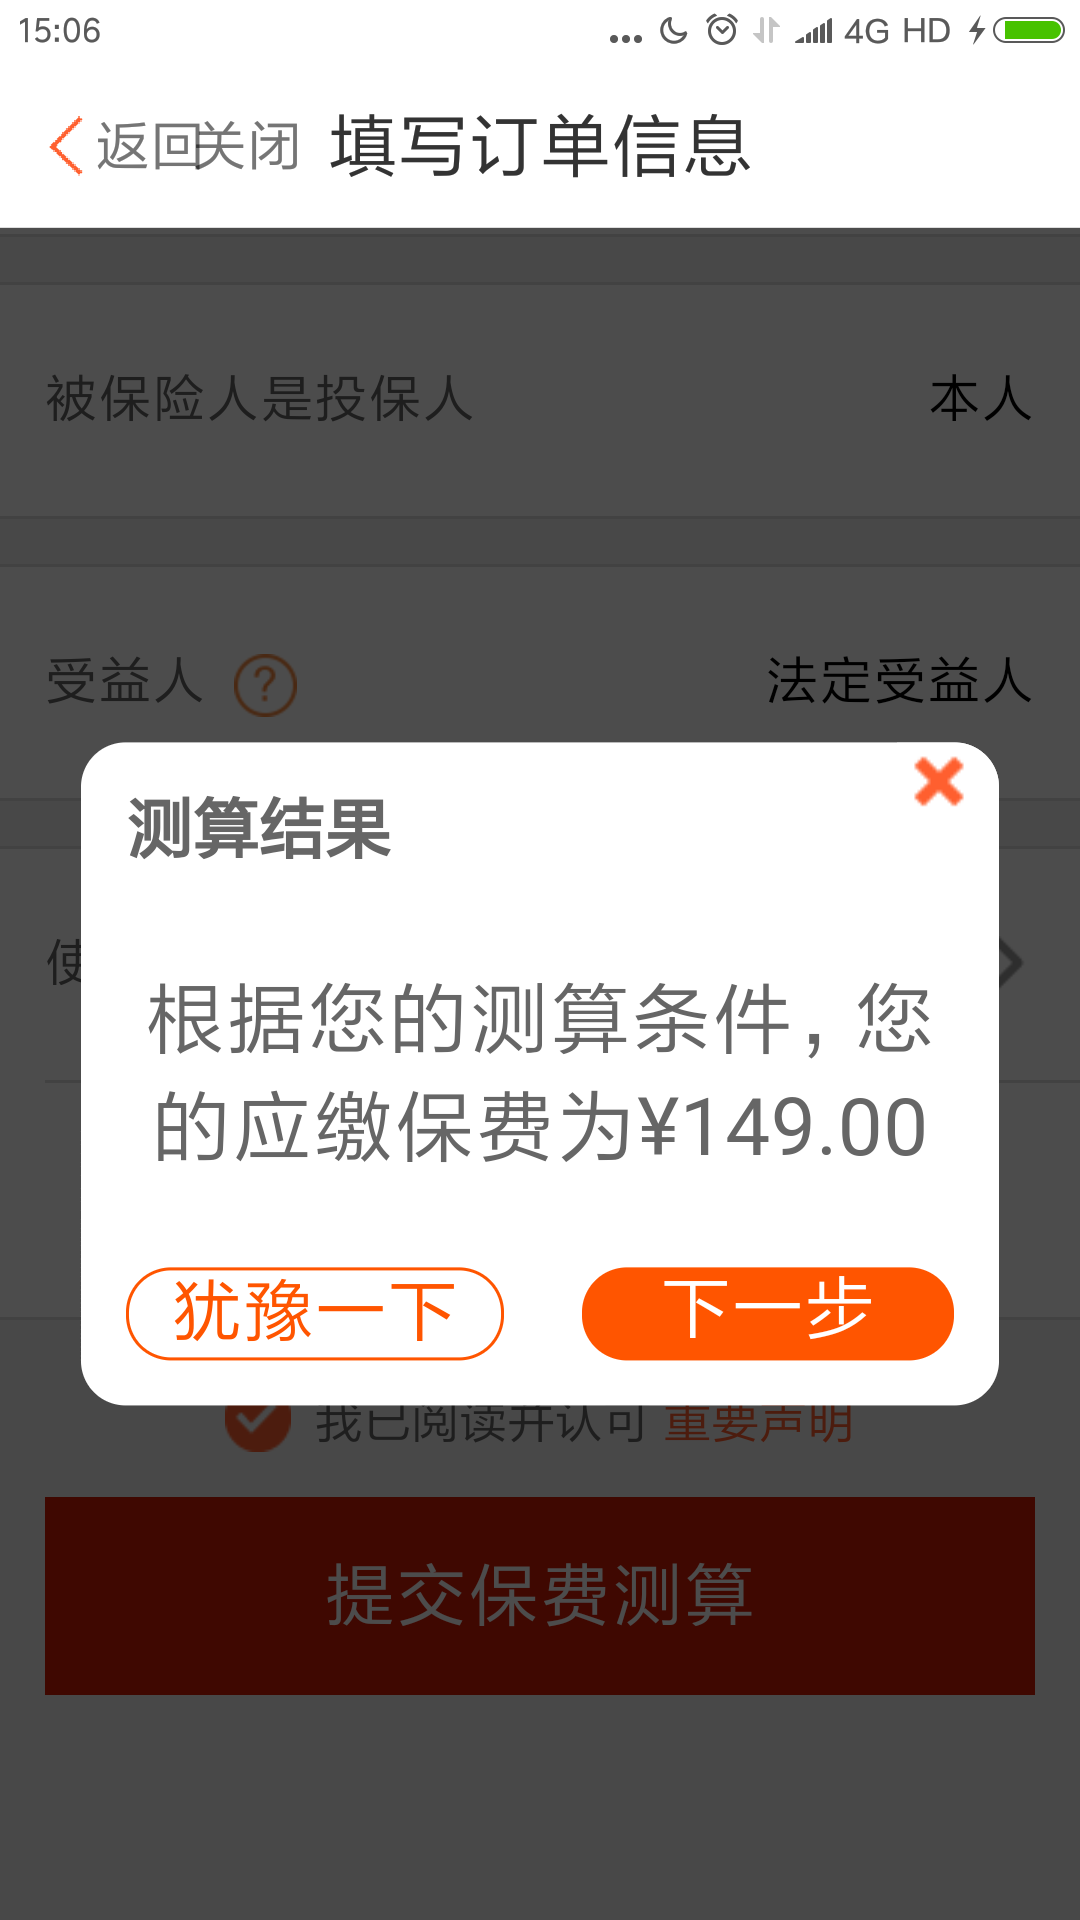 15:06
4G HD
返回关闭 填写订单信息
被保险人是投保人 本人
受益人 ? 法定受益人
测算结果
使
根据您的测算条件，您
的应缴保费为¥149.00
犹豫一下 下一步
我已阅读并认可 重要声明
提交保费测算